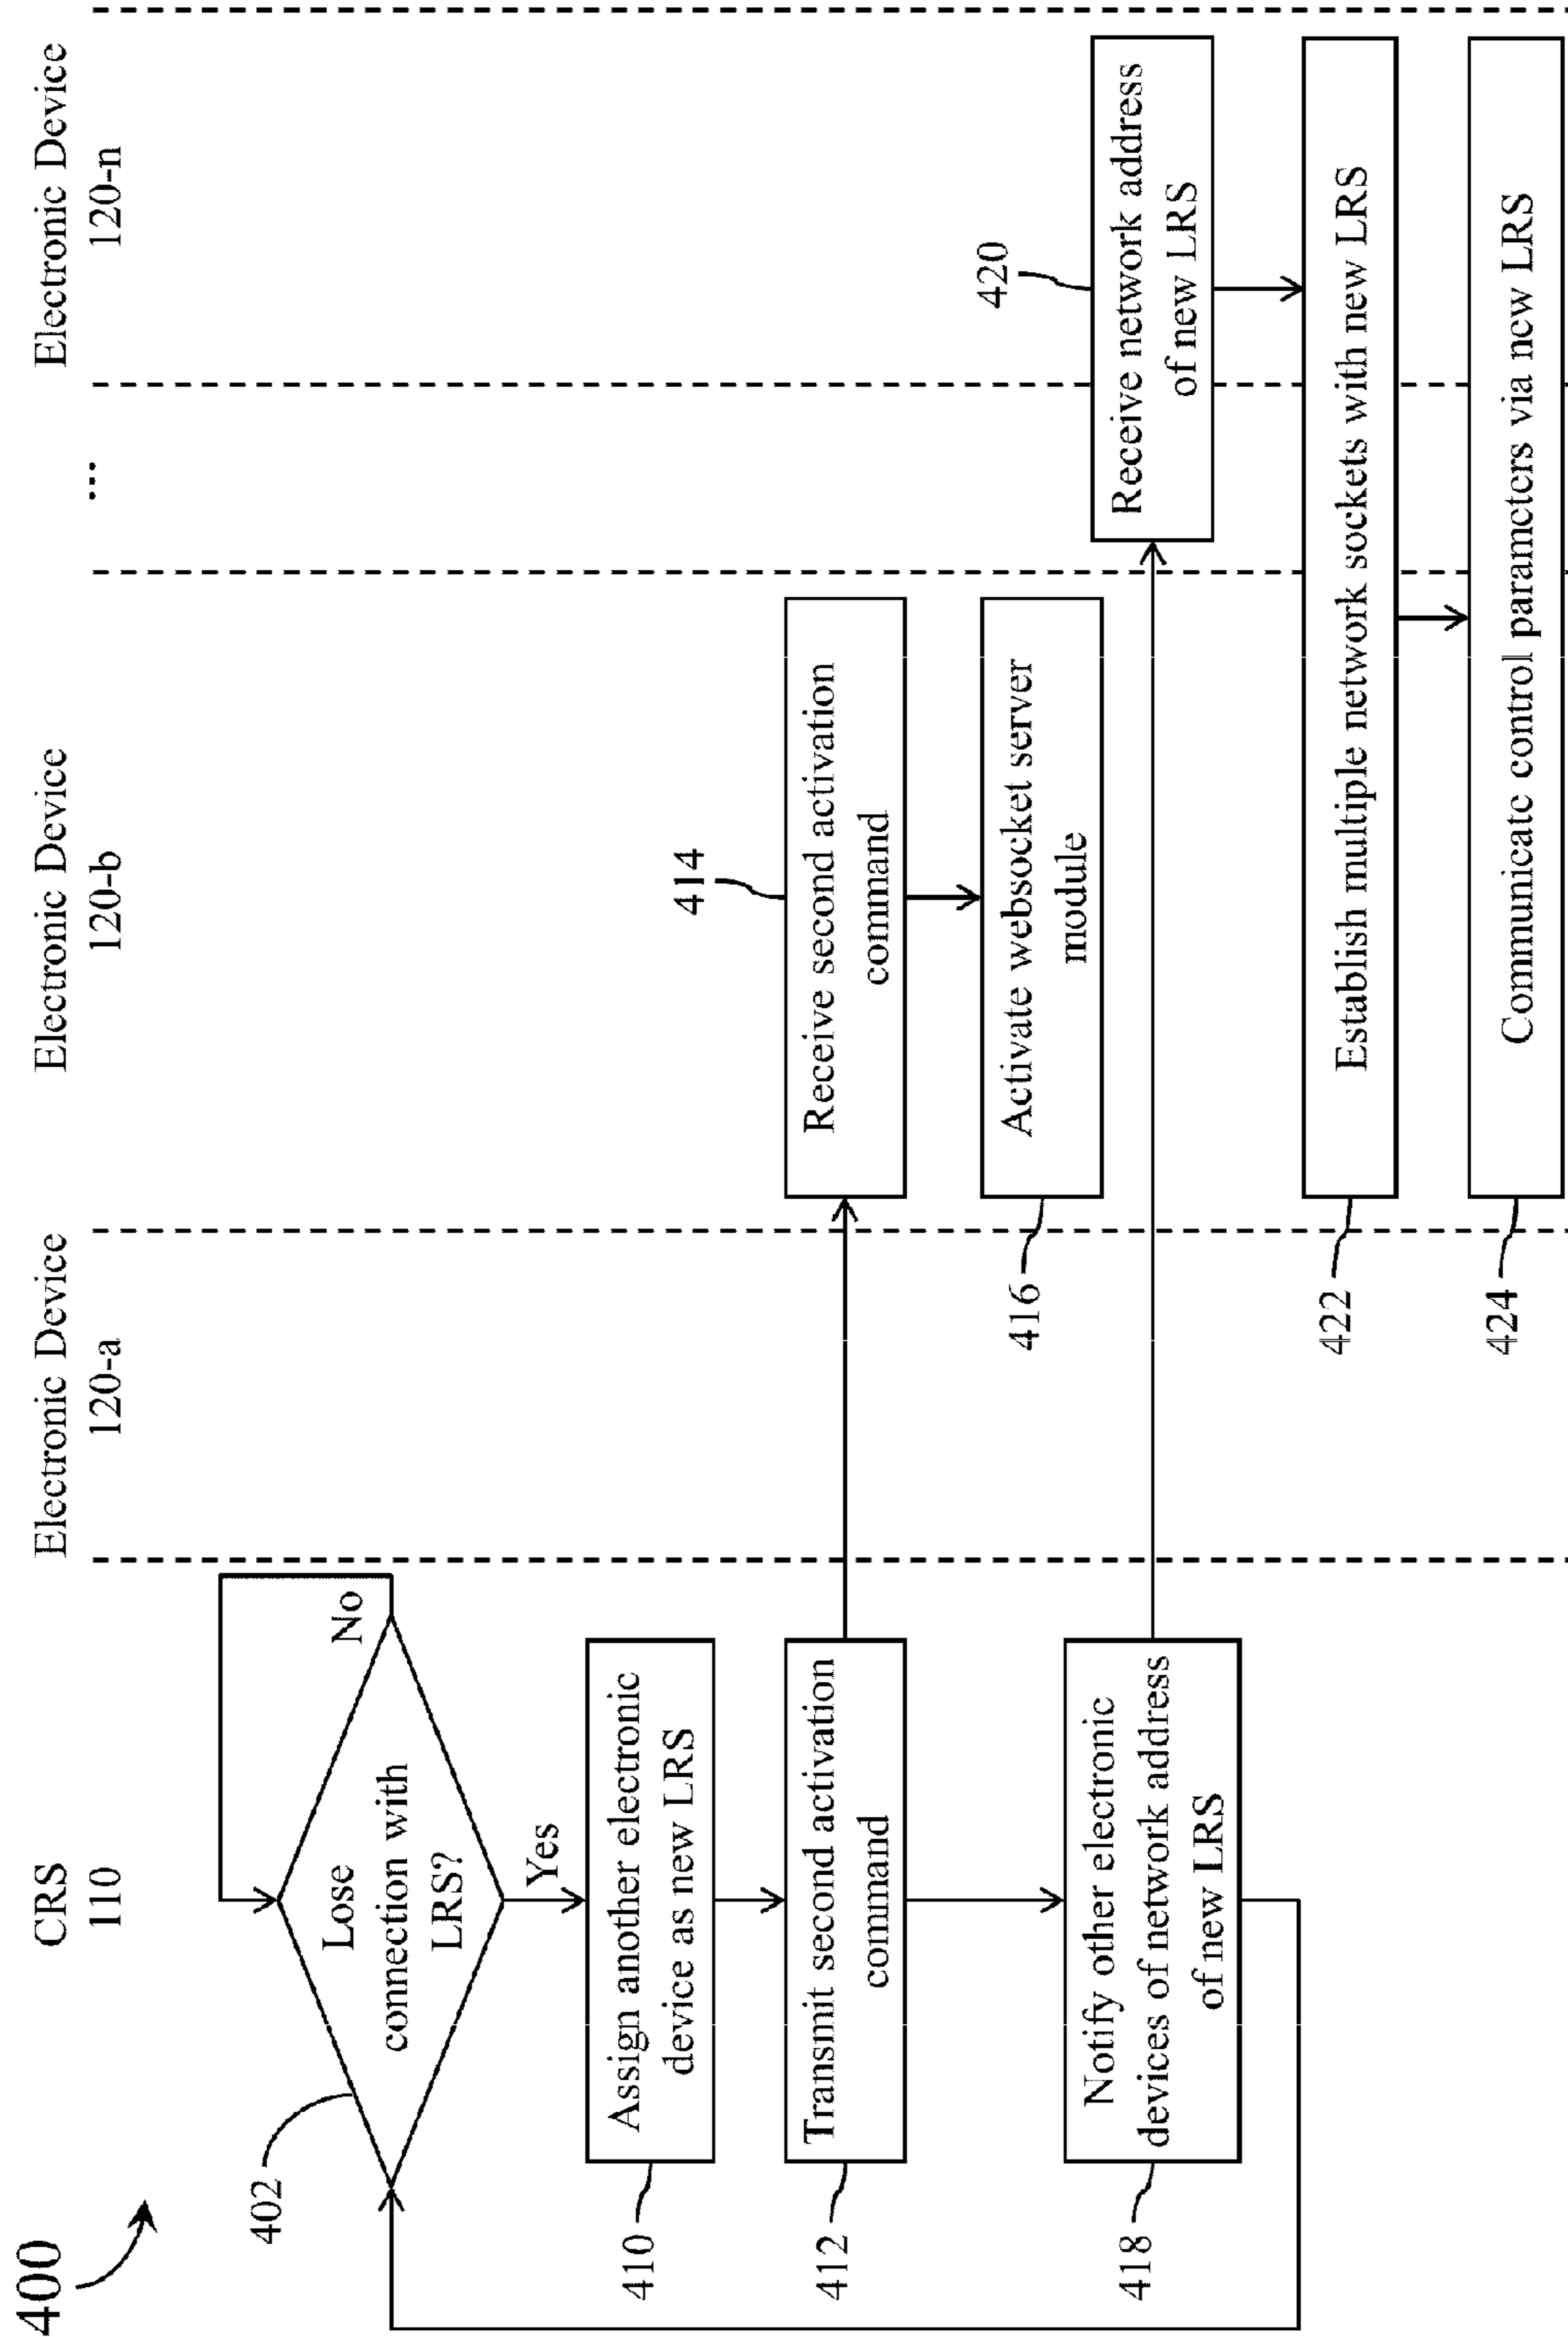 400
CRS
110
Electronic Device
120-a
Electronic Device
120-b
...
Electronic Device
120-n
402
Lose
connection with
LRS?
No
Yes
410
Assign another electronic
device as new LRS
412
Transmit second activation
command
414
Receive second activation
command
416
Activate websocket server
module
418
Notify other electronic
devices of network address
of new LRS
420
Receive network address
of new LRS
422
Establish multiple network sockets with new LRS
424
Communicate control parameters via new LRS